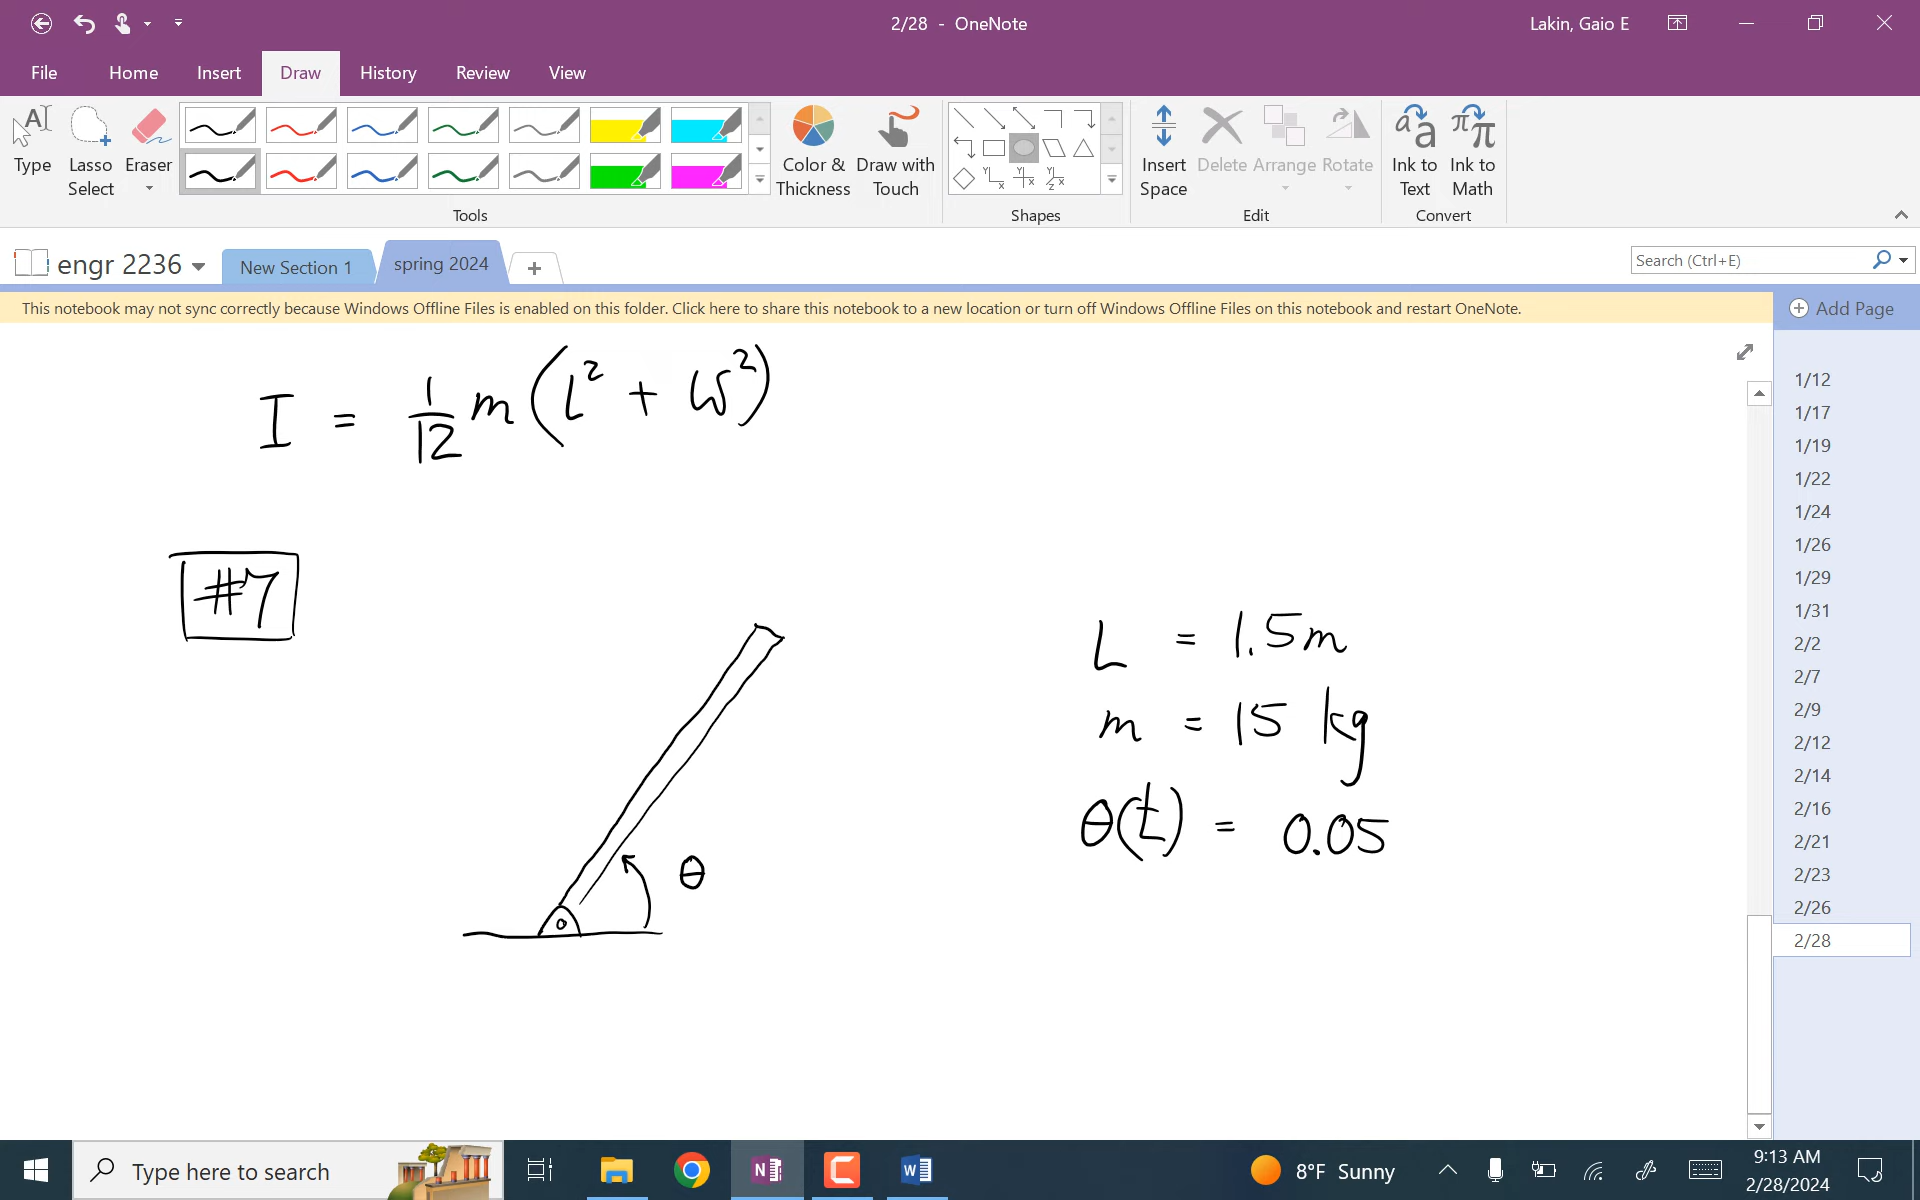 2/28 - OneNote
Lakin, Gaio E
File Home Insert Draw History Review View
Type
Lasso Select
Eraser
Color & Thickness
Draw with Touch
Insert Space
Delete
Arrange
Rotate
Ink to Text
Ink to Math
Tools
Shapes
Edit
Convert
engr 2236
New Section 1
spring 2024
Search (Ctrl+E)
This notebook may not sync correctly because Windows Offline Files is enabled on this folder. Click here to share this notebook to a new location or turn off Windows Offline Files on this notebook and restart OneNote.
Add Page
I = 1/12 m (L² + w²)
#7
θ
L = 1.5m
m = 15 kg
θ(t) = 0.05
1/12
1/17
1/19
1/22
1/24
1/26
1/29
1/31
2/2
2/7
2/9
2/12
2/14
2/16
2/21
2/23
2/26
2/28
Type here to search
8°F Sunny
9:13 AM
2/28/2024